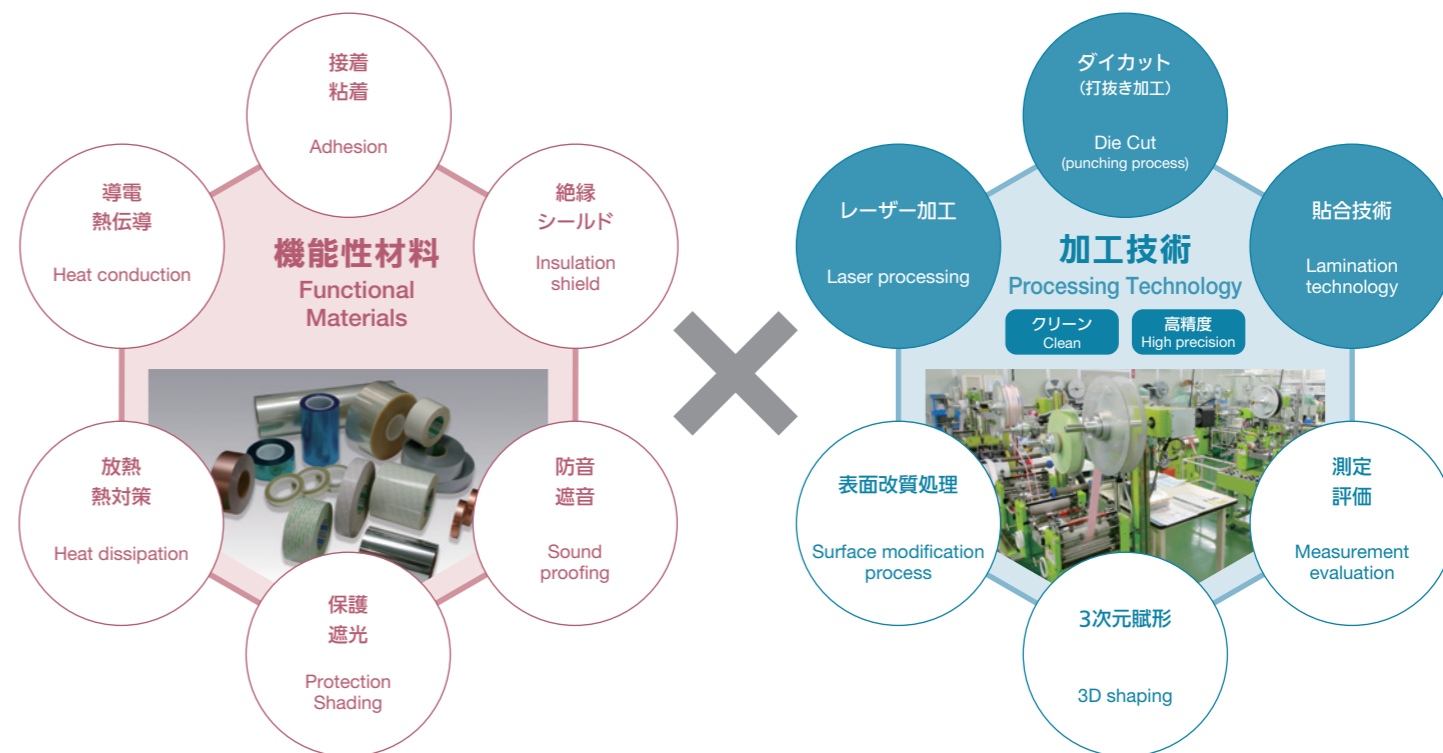 接着
粘着
Adhesion
導電
熱伝導
Heat conduction
絶縁
シールド
Insulation
shield
機能性材料
Functional
Materials
放熱
熱対策
Heat dissipation
防音
遮音
Sound
proofing
保護
遮光
Protection
Shading
ダイカット
（打抜き加工）
Die Cut
(punching process)
レーザー加工
Laser processing
貼合技術
Lamination
technology
加工技術
Processing Technology
クリーン
Clean
高精度
High precision
表面改質処理
Surface modification
process
測定
評価
Measurement
evaluation
3次元賦形
3D shaping